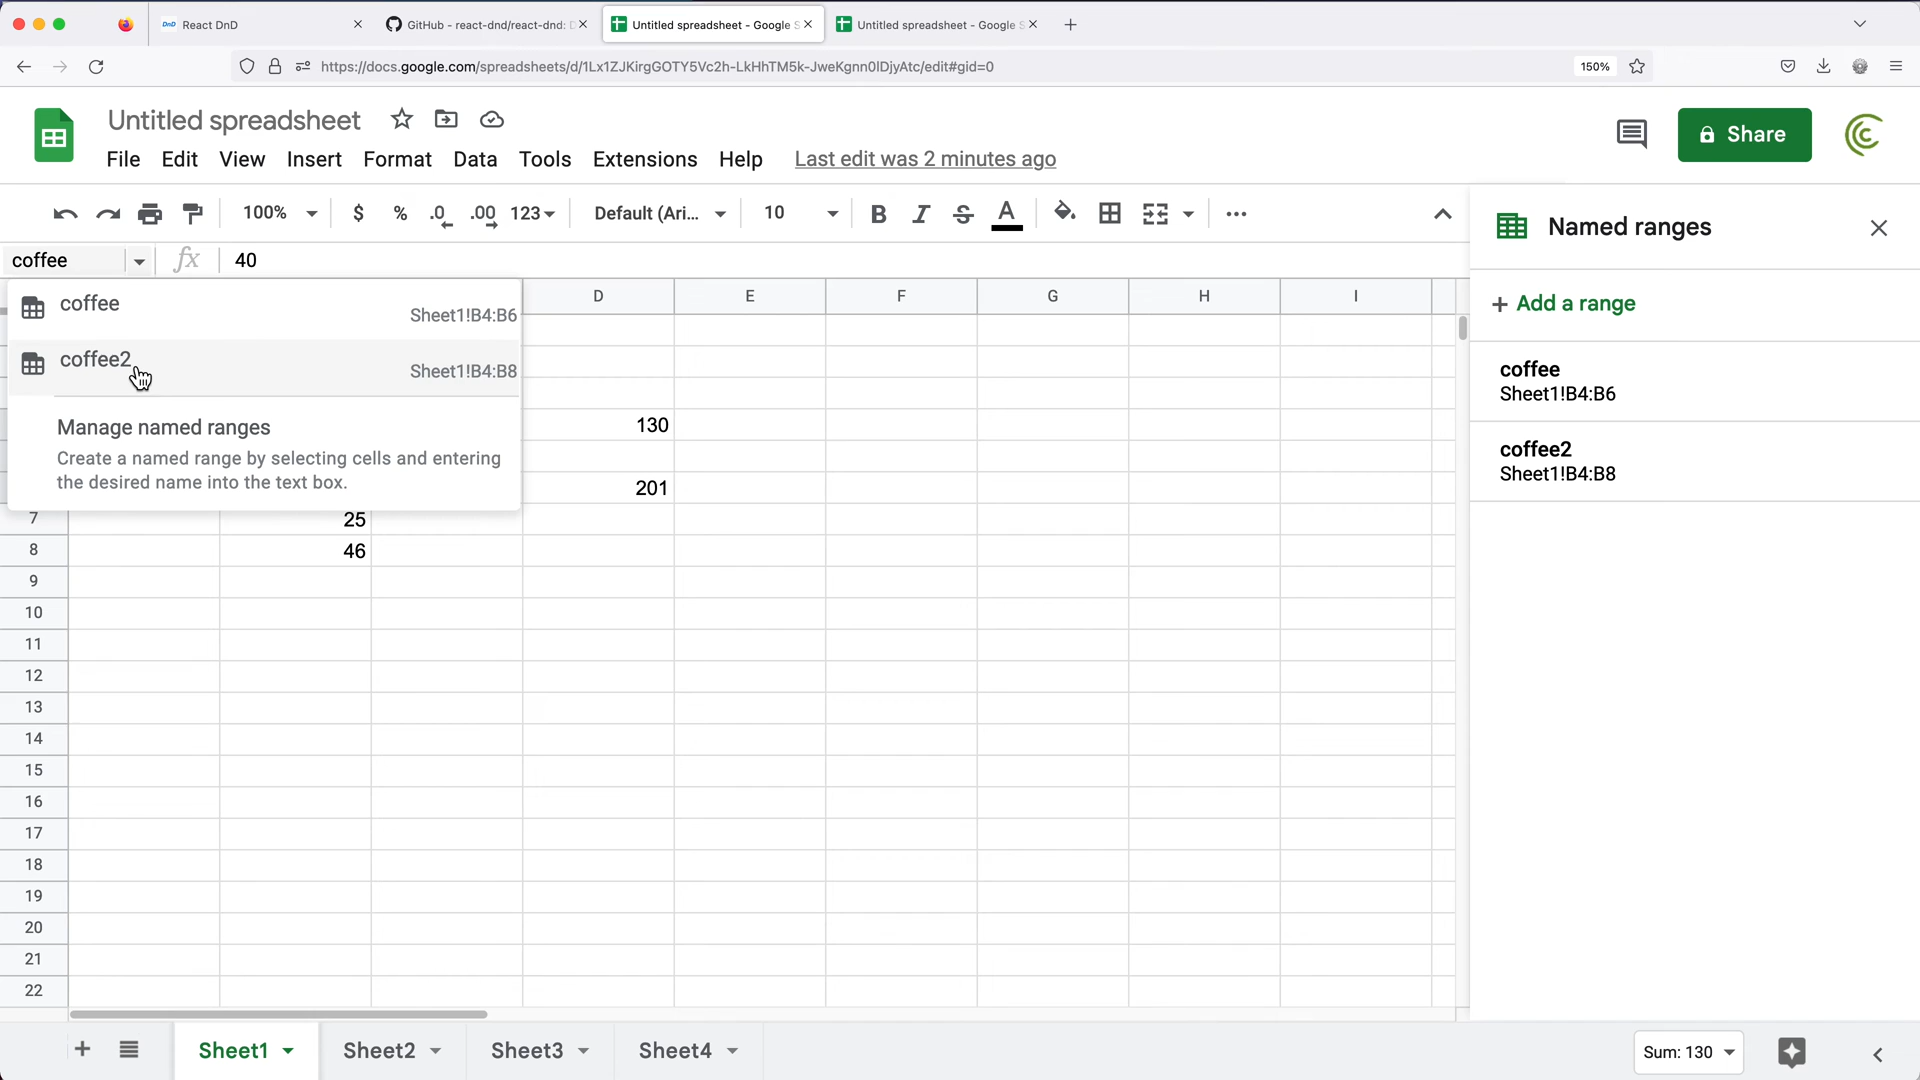 React DnD
GitHub - react-dnd/react-dnd: D
Untitled spreadsheet - Google S
Untitled spreadsheet - Google S
https://docs.google.com/spreadsheets/d/1Lx1ZJKirgGOTY5Vc2h-LkHhTM5k-JweKgnn0lDjyAtc/edit#gid=0
150%
Untitled spreadsheet
File Edit View Insert Format Data Tools Extensions Help Last edit was 2 minutes ago
Share
100% $ % .0 .00 123 Default (Ari... 10 B I S A
coffee fx 40
D E F G H I
coffee Sheet1!B4:B6
coffee2 Sheet1!B4:B8
Manage named ranges
Create a named range by selecting cells and entering
the desired name into the text box.
130
201
7 25
8 46
9
10
11
12
13
14
15
16
17
18
19
20
21
22
Named ranges
+ Add a range
coffee
Sheet1!B4:B6
coffee2
Sheet1!B4:B8
Sheet1 Sheet2 Sheet3 Sheet4
Sum: 130